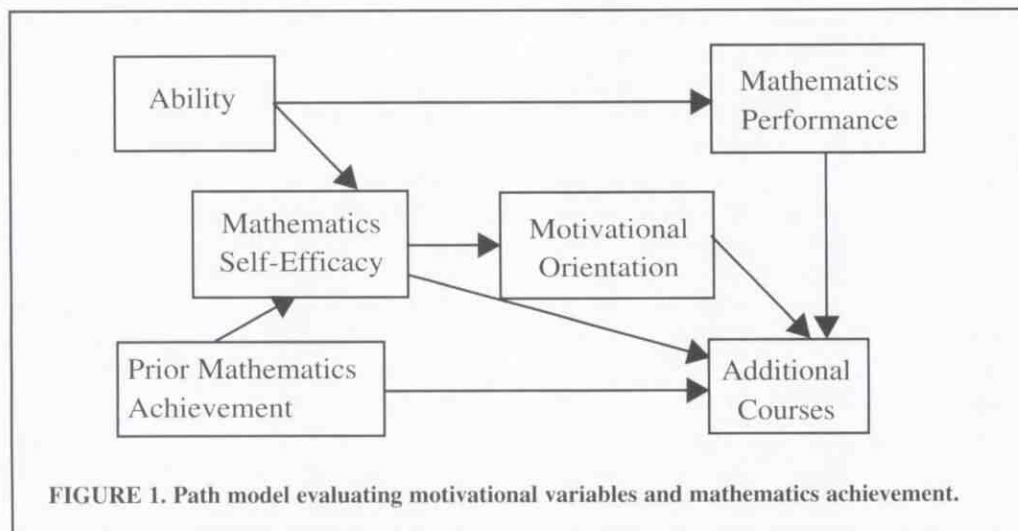 Ability
Mathematics
Performance
Mathematics
Self-Efficacy
Motivational
Orientation
Prior Mathematics
Achievement
Additional
Courses
FIGURE 1. Path model evaluating motivational variables and mathematics achievement.